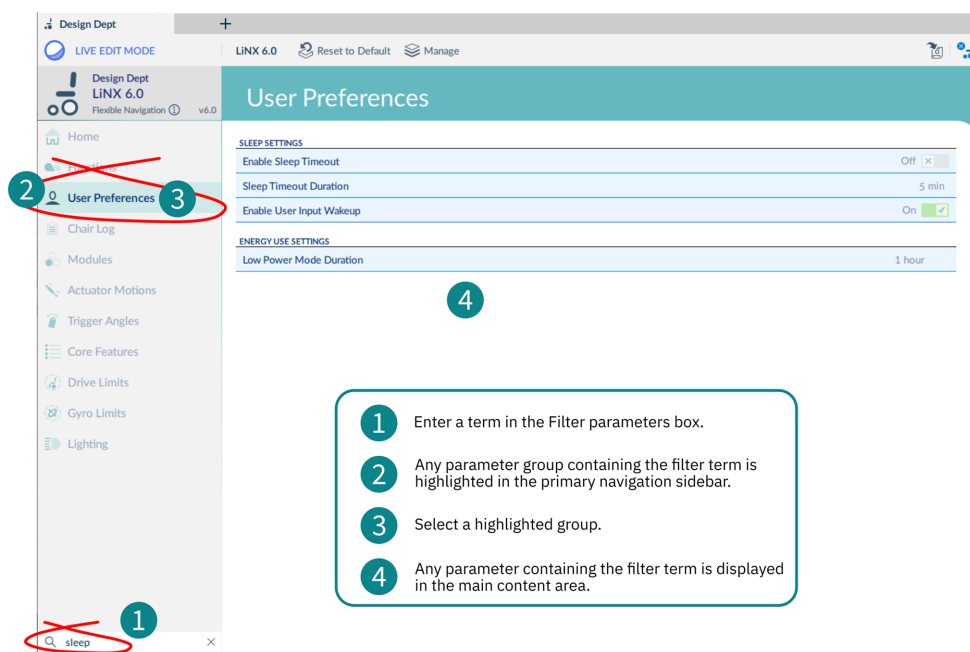 Design Dept
+
LIVE EDIT MODE
LiNX 6.0 Reset to Default Manage
Design Dept
LiNX 6.0
Flexible Navigation v6.0
User Preferences
Home
Functions
User Preferences
Chair Log
Modules
Actuator Motions
Trigger Angles
Core Features
Drive Limits
Gyro Limits
Lighting
2
3
SLEEP SETTINGS
Enable Sleep Timeout Off
Sleep Timeout Duration 5 min
Enable User Input Wakeup On
ENERGY USE SETTINGS
Low Power Mode Duration 1 hour
4
1 Enter a term in the Filter parameters box.
2 Any parameter group containing the filter term is
highlighted in the primary navigation sidebar.
3 Select a highlighted group.
4 Any parameter containing the filter term is displayed
in the main content area.
1
sleep